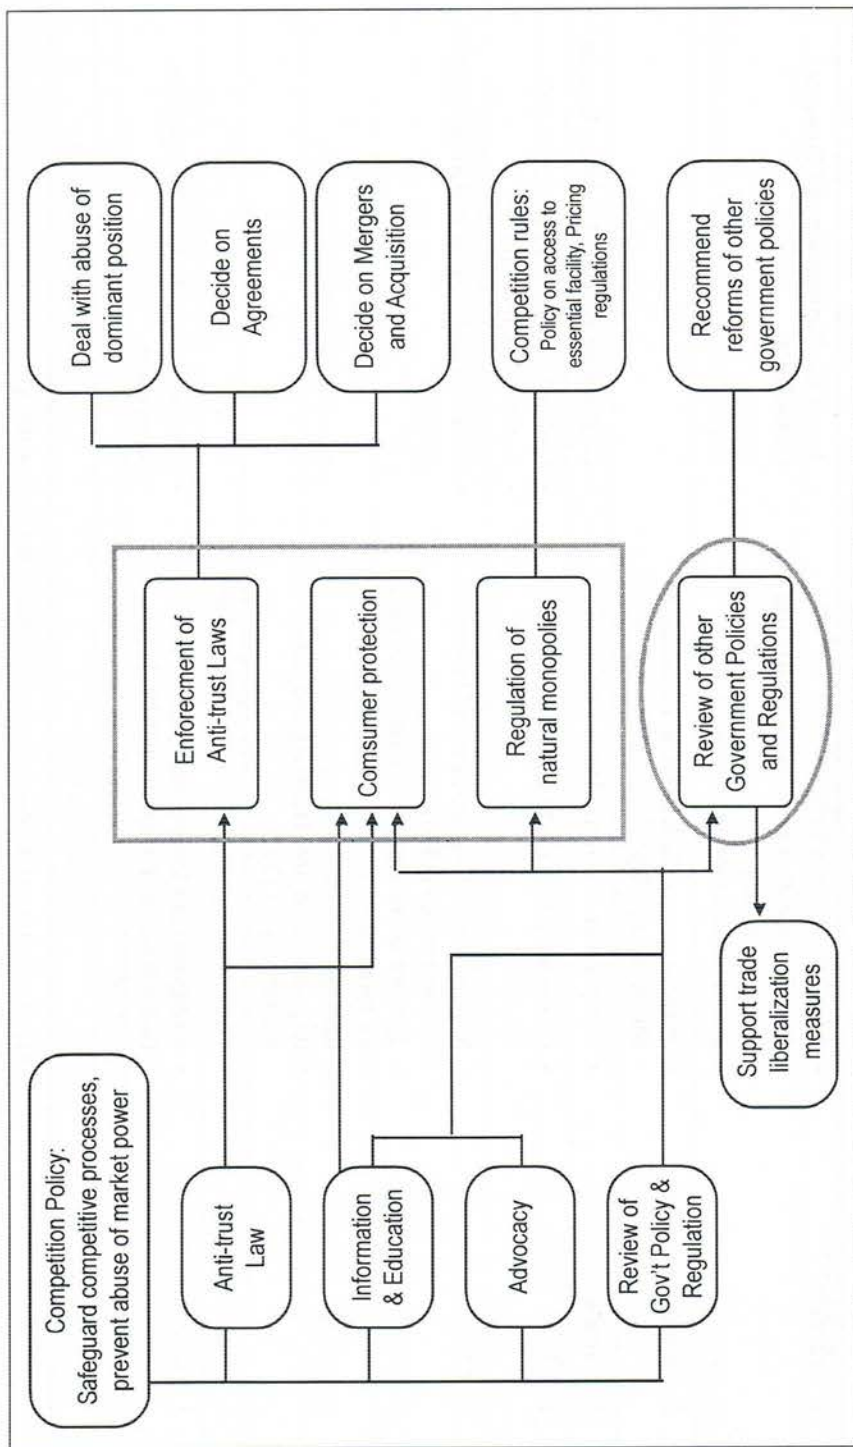 Competition Policy:
Safeguard competitive processes,
prevent abuse of market power
Anti-trust
Law
Information
& Education
Advocacy
Review of
Gov't Policy &
Regulation
Support trade
liberalization
measures
Enforecment of
Anti-trust Laws
Comsumer protection
Regulation of
natural monopolies
Review of other
Government Policies
and Regulations
Deal with abuse of
dominant position
Decide on
Agreements
Decide on Mergers
and Acquisition
Competition rules:
Policy on access to
essential facility, Pricing
regulations
Recommend
reforms of other
government policies